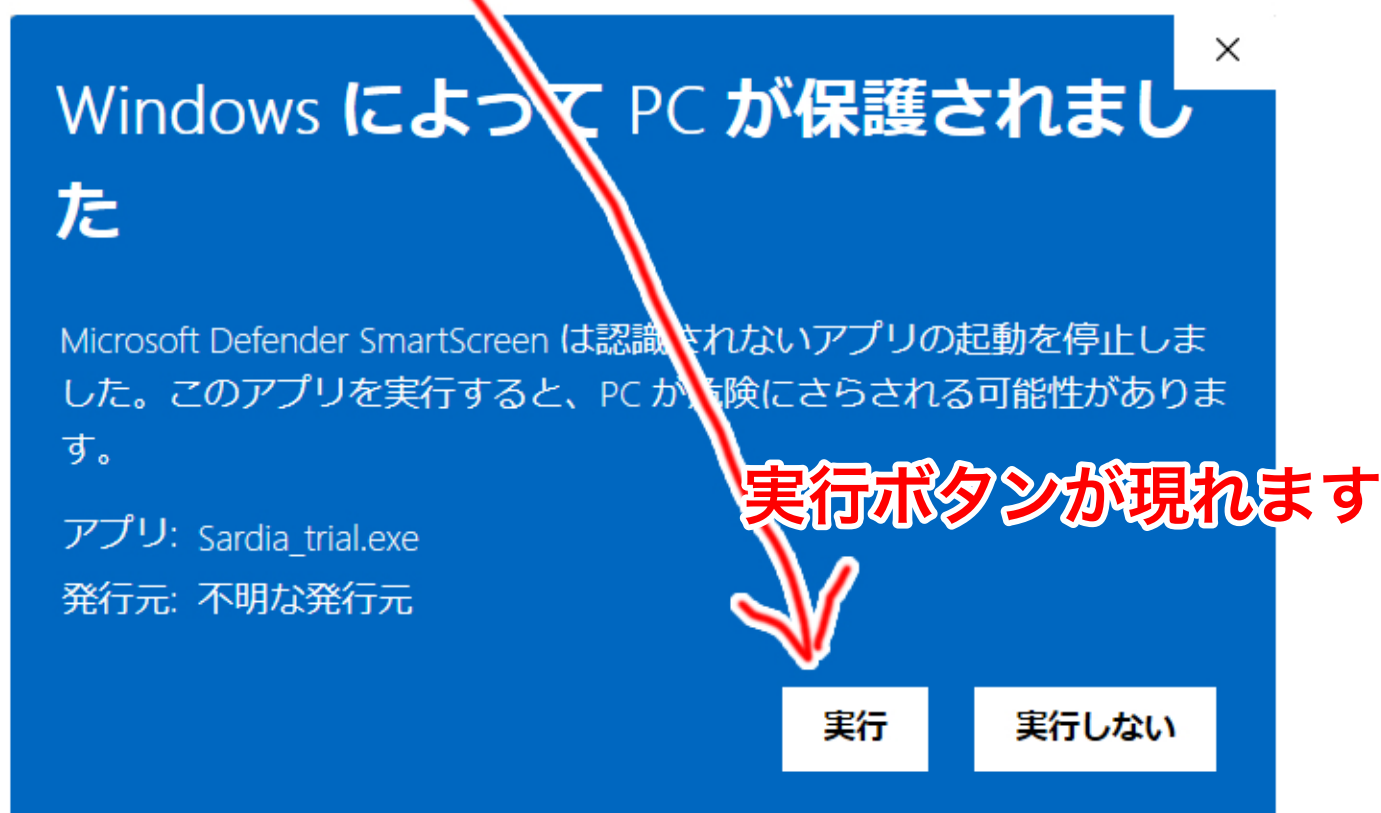 Windows によって PC が保護されまし
た
Microsoft Defender SmartScreen は認識されないアプリの起動を停止しま
した。このアプリを実行すると、PC が危険にさらされる可能性がありま
す。
実行ボタンが現れます
アプリ: Sardia_trial.exe
発行元: 不明な発行元
実行
実行しない